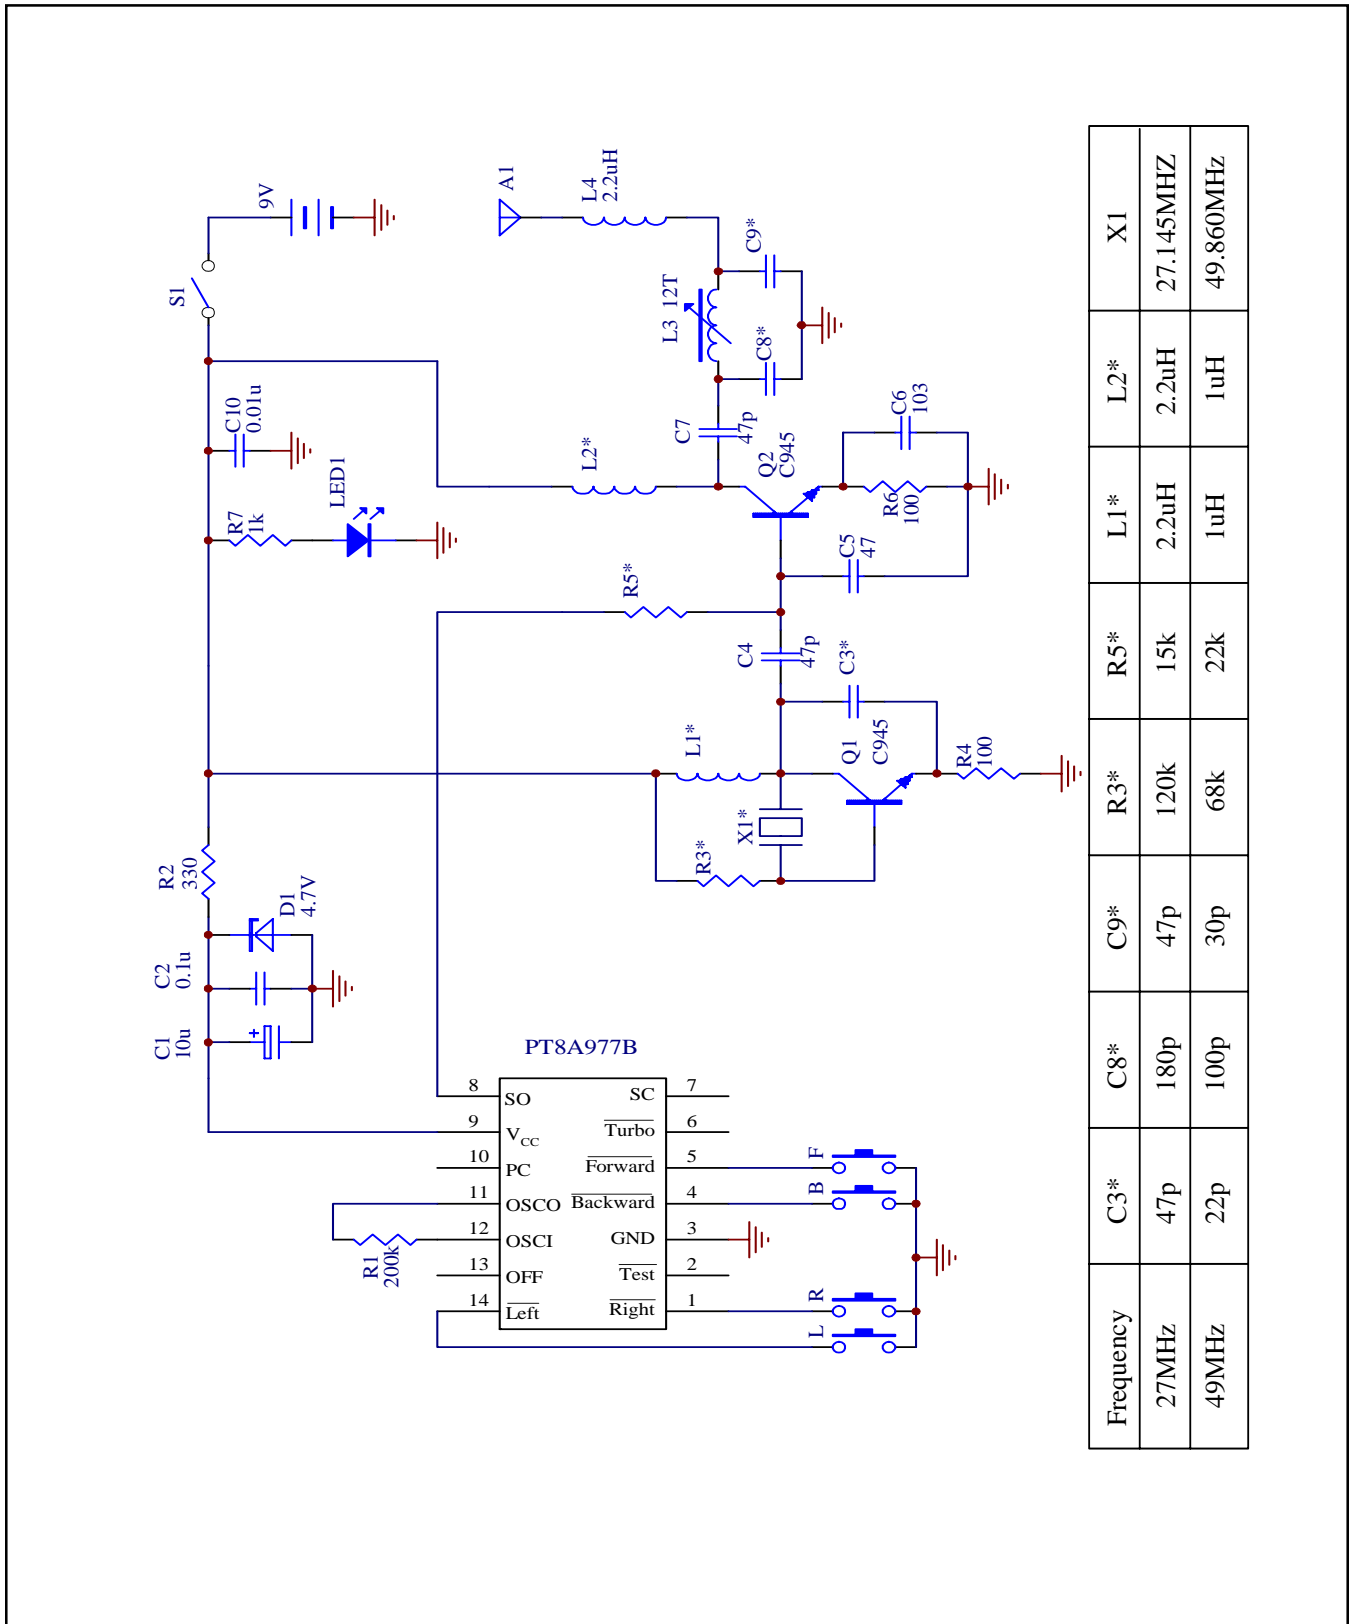 9V
S1
C10
0.01u
R7
1k
LED1
A1
L4
2.2uH
C9*
L3 12T
C8*
C7
47p
L2*
Q2
C945
C6
103
R6
100
C5
47
R5*
C4
47p
C3*
L1*
Q1
C945
R4
100
X1*
R3*
R2
330
D1
4.7V
C2
0.1u
C1
10u
PT8A977B
8 SO SC 7
9 VCC Turbo 6
10 PC Forward 5 F
11 OSCO Backward 4 B
12 OSCI GND 3
13 OFF Test 2
14 Left Right 1 R
L
R1
200k
Frequency C3* C8* C9* R3* R5* L1* L2* X1
27MHz 47p 180p 47p 120k 15k 2.2uH 2.2uH 27.145MHZ
49MHz 22p 100p 30p 68k 22k 1uH 1uH 49.860MHz